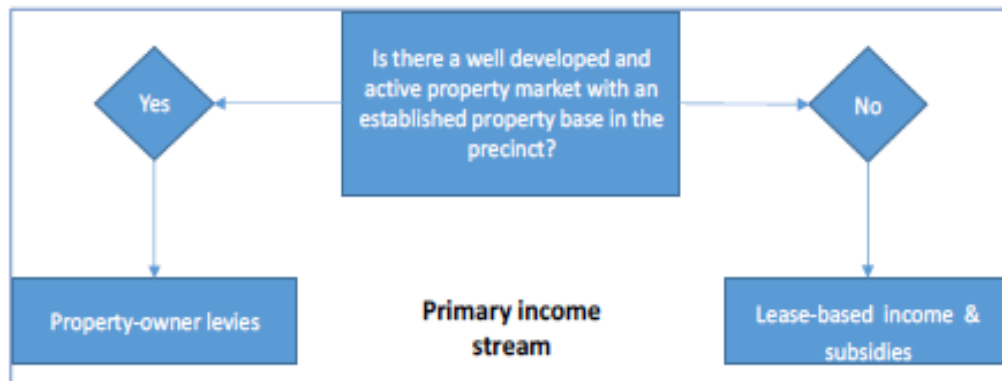 Is there a well developed and
active property market with an
established property base in the
precinct?
Yes
No
Property-owner levies
Primary income
stream
Lease-based income &
subsidies